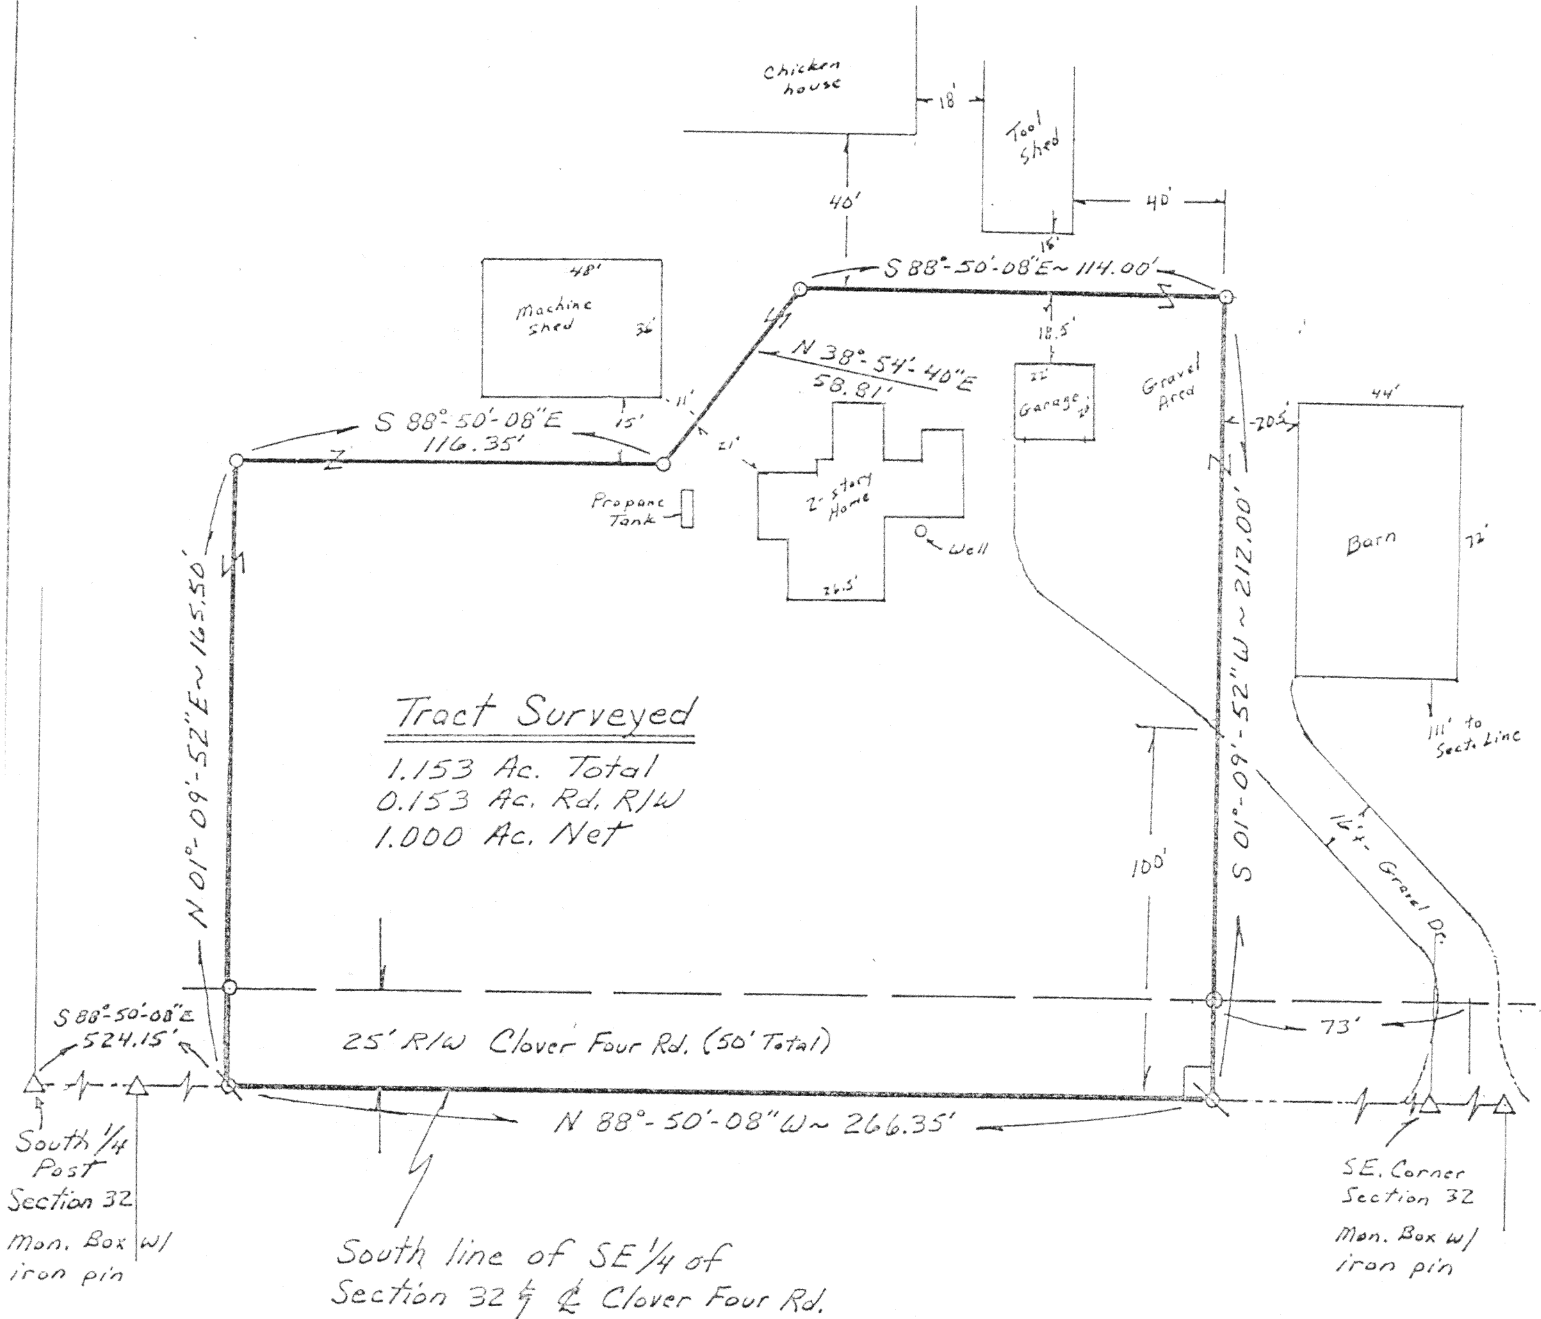 Chicken
house
18'
Tool
Shed
40'
40'
16'
S 88°-50'-08"E ~ 114.00'
48'
Machine
Shed
36'
18.5'
N 38°-54'-40"E
58.81'
22'
Garage
Gravel
Area
44'
11'
15'
S 88°-50'-08"E
116.35'
21'
20.5'
2-story
Home
Propane
Tank
Well
26.5'
Barn
72'
N 01°-09'-52"E ~ 165.50'
S 01°-09'-52"W ~ 212.00'
Tract Surveyed
1.153 Ac. Total
0.153 Ac. Rd. R/W
1.000 Ac. Net
111' to
Sect. Line
100'
16'± Gravel Dr.
S 88°-50'-08"E
524.15'
25' R/W Clover Four Rd. (50' Total)
73'
N 88°-50'-08"W ~ 266.35'
South 1/4
Post
Section 32
Mon. Box w/
iron pin
S.E. Corner
Section 32
Mon. Box w/
iron pin
South line of SE 1/4 of
Section 32 & ℄ Clover Four Rd.